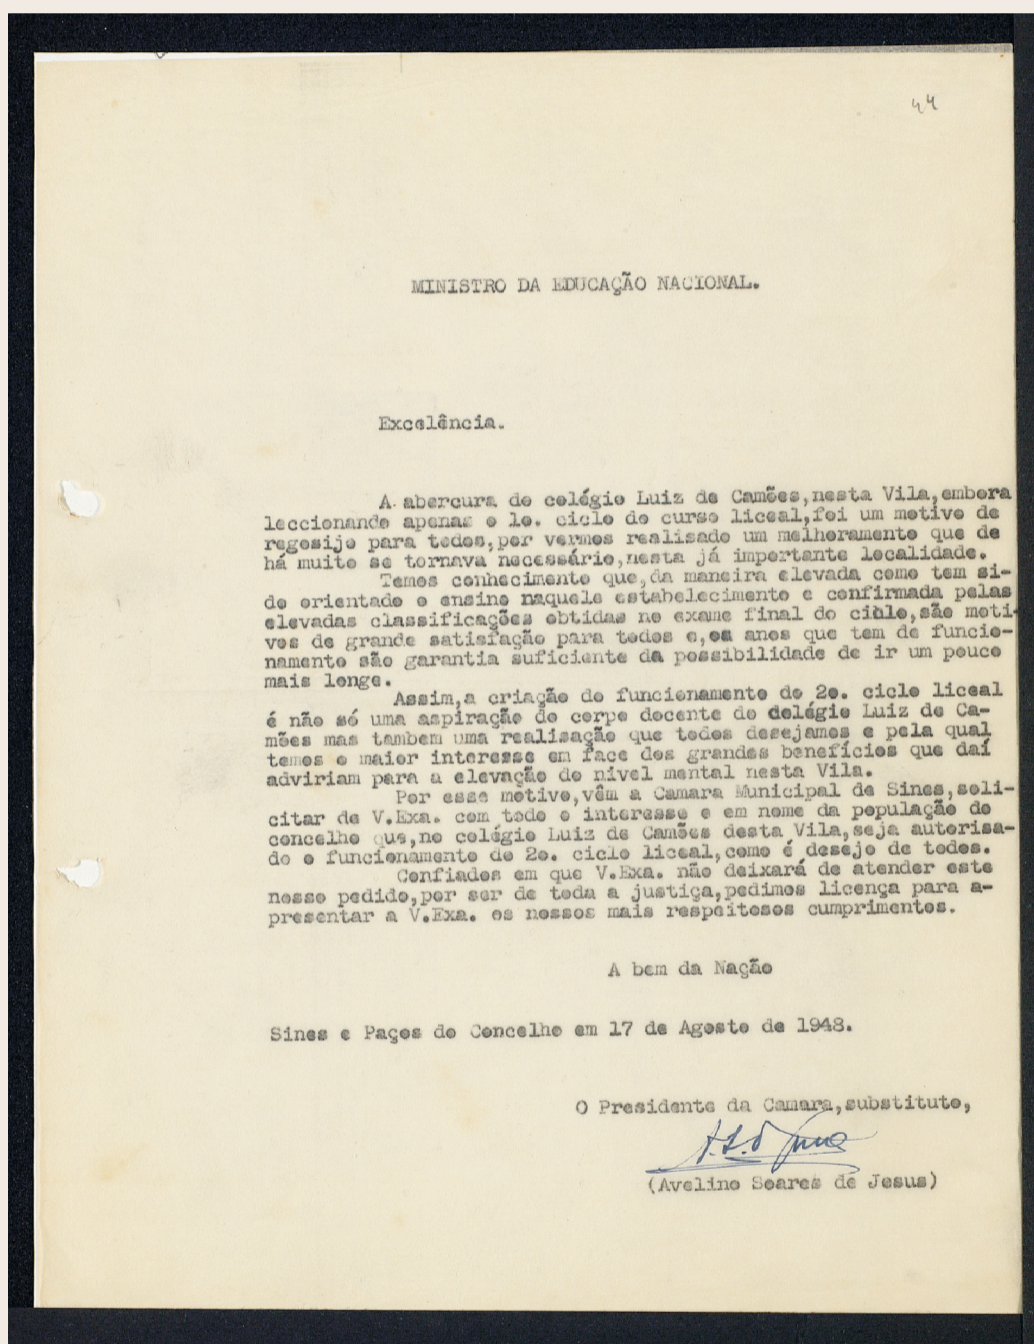 44
MINISTRO DA EDUCAÇÃO NACIONAL.
Excelência.
A abercura do colégio Luiz de Camões,nesta Vila,embora
leccionando apenas o 1o. ciclo do curso liceal,foi um motivo de
regosijo para todos,por vermos realisado um melhoramento que de
há muito se tornava necessário,nesta já importante localidade.
Temos conhecimento que,da maneira elevada como tem si-
do orientado o ensino naquele estabelecimento e confirmada pelas
elevadas classificações obtidas no exame final do ciclo,são moti-
vos de grande satisfação para todos e,os anos que tem de funcio-
namento são garantia suficiente da possibilidade de ir um pouco
mais longe.
Assim,a criação do funcionamento do 2o. ciclo liceal
é não só uma aspiração do corpo docente do colégio Luiz de Ca-
mões mas tambem uma realisação que todos desejamos e pela qual
temos o maior interesse em face dos grandes benefícios que daí
adviriam para a elevação do nível mental nesta Vila.
Por esse motivo,vêm a Camara Municipal de Sines,soli-
citar de V.Exa. com todo o interesse e em nome da população do
concelho que,no colégio Luiz de Camões desta Vila,seja autorisa-
do o funcionamento do 2o. ciclo liceal,como é desejo de todos.
Confiados em que V.Exa. não deixará de atender este
nosso pedido,por ser de toda a justiça,pedimos licença para a-
presentar a V.Exa. os nossos mais respeitosos cumprimentos.
A bem da Nação
Sines e Paços do Concelho em 17 de Agosto de 1948.
O Presidente da Camara,substituto,
(Avelino Soares de Jesus)